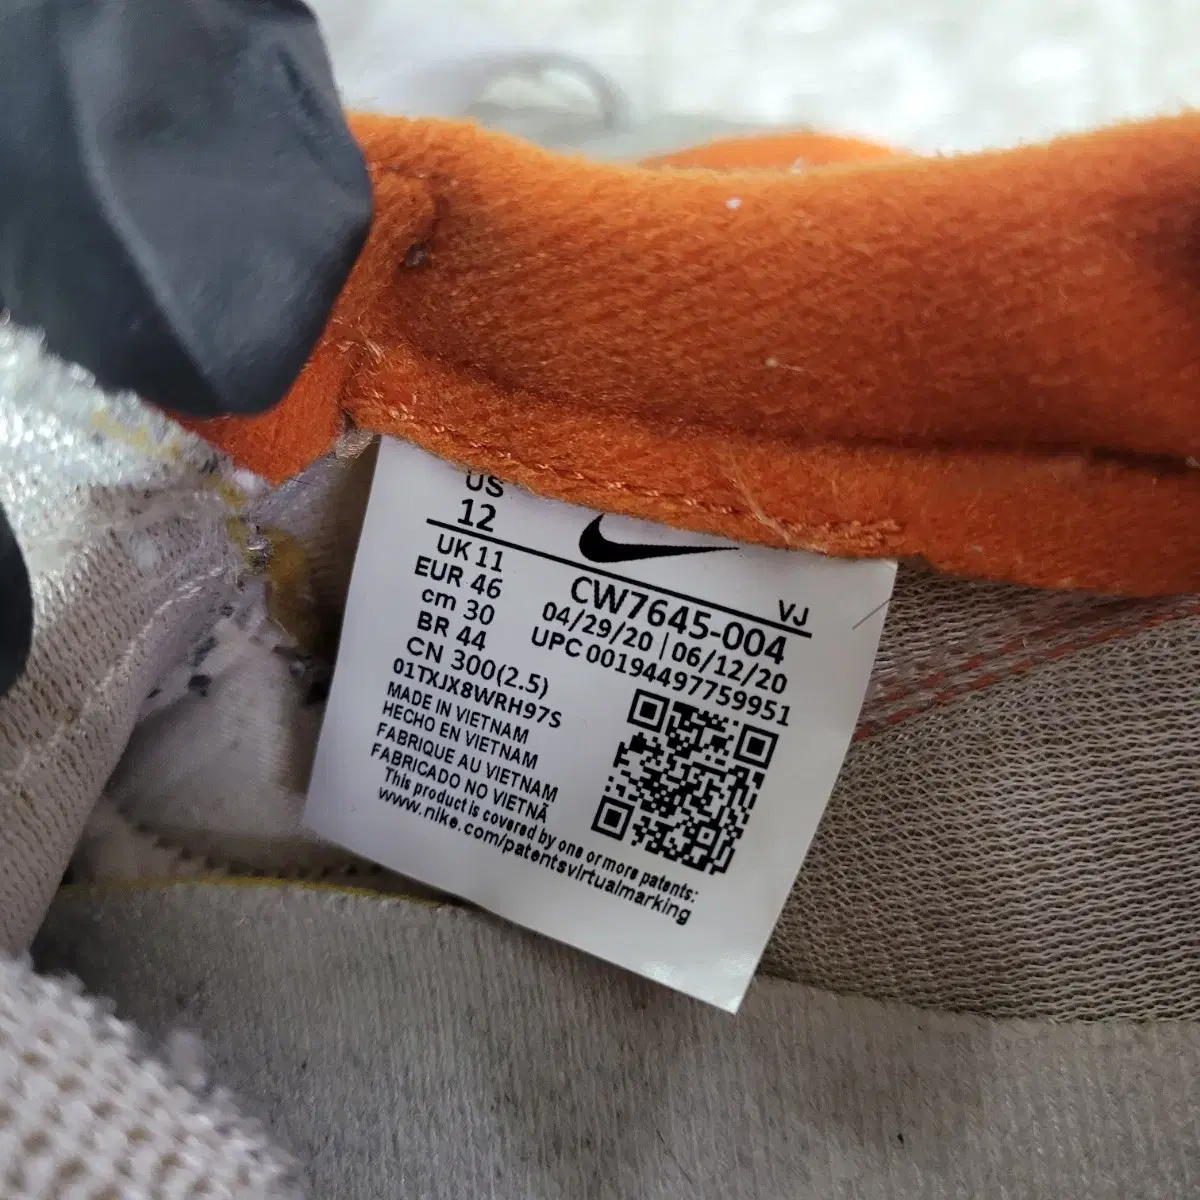 US
12
UK 11
EUR 46
cm 30
BR 44
CN 300(2.5)
01TXJX8WRH97S
MADE IN VIETNAM
HECHO EN VIETNAM
FABRIQUE AU VIETNAM
FABRICADO NO VIETNÃ
This product is covered by one or more patents:
www.nike.com/patentsvirtualmarking
VJ
CW7645-004
04/29/20 | 06/12/20
UPC 00194497759951